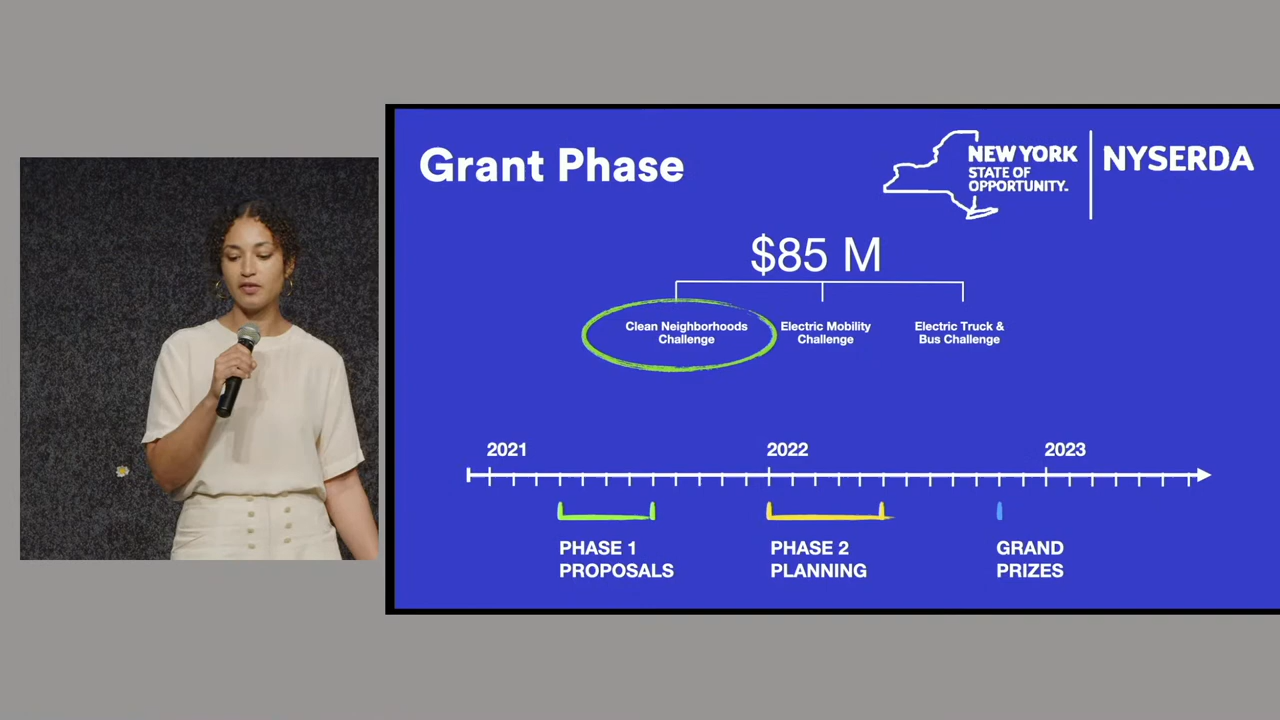 Grant Phase
NEW YORK
STATE OF
OPPORTUNITY.
NYSERDA
$85 M
Clean Neighborhoods
Challenge
Electric Mobility
Challenge
Electric Truck &
Bus Challenge
2021
2022
2023
PHASE 1
PROPOSALS
PHASE 2
PLANNING
GRAND
PRIZES